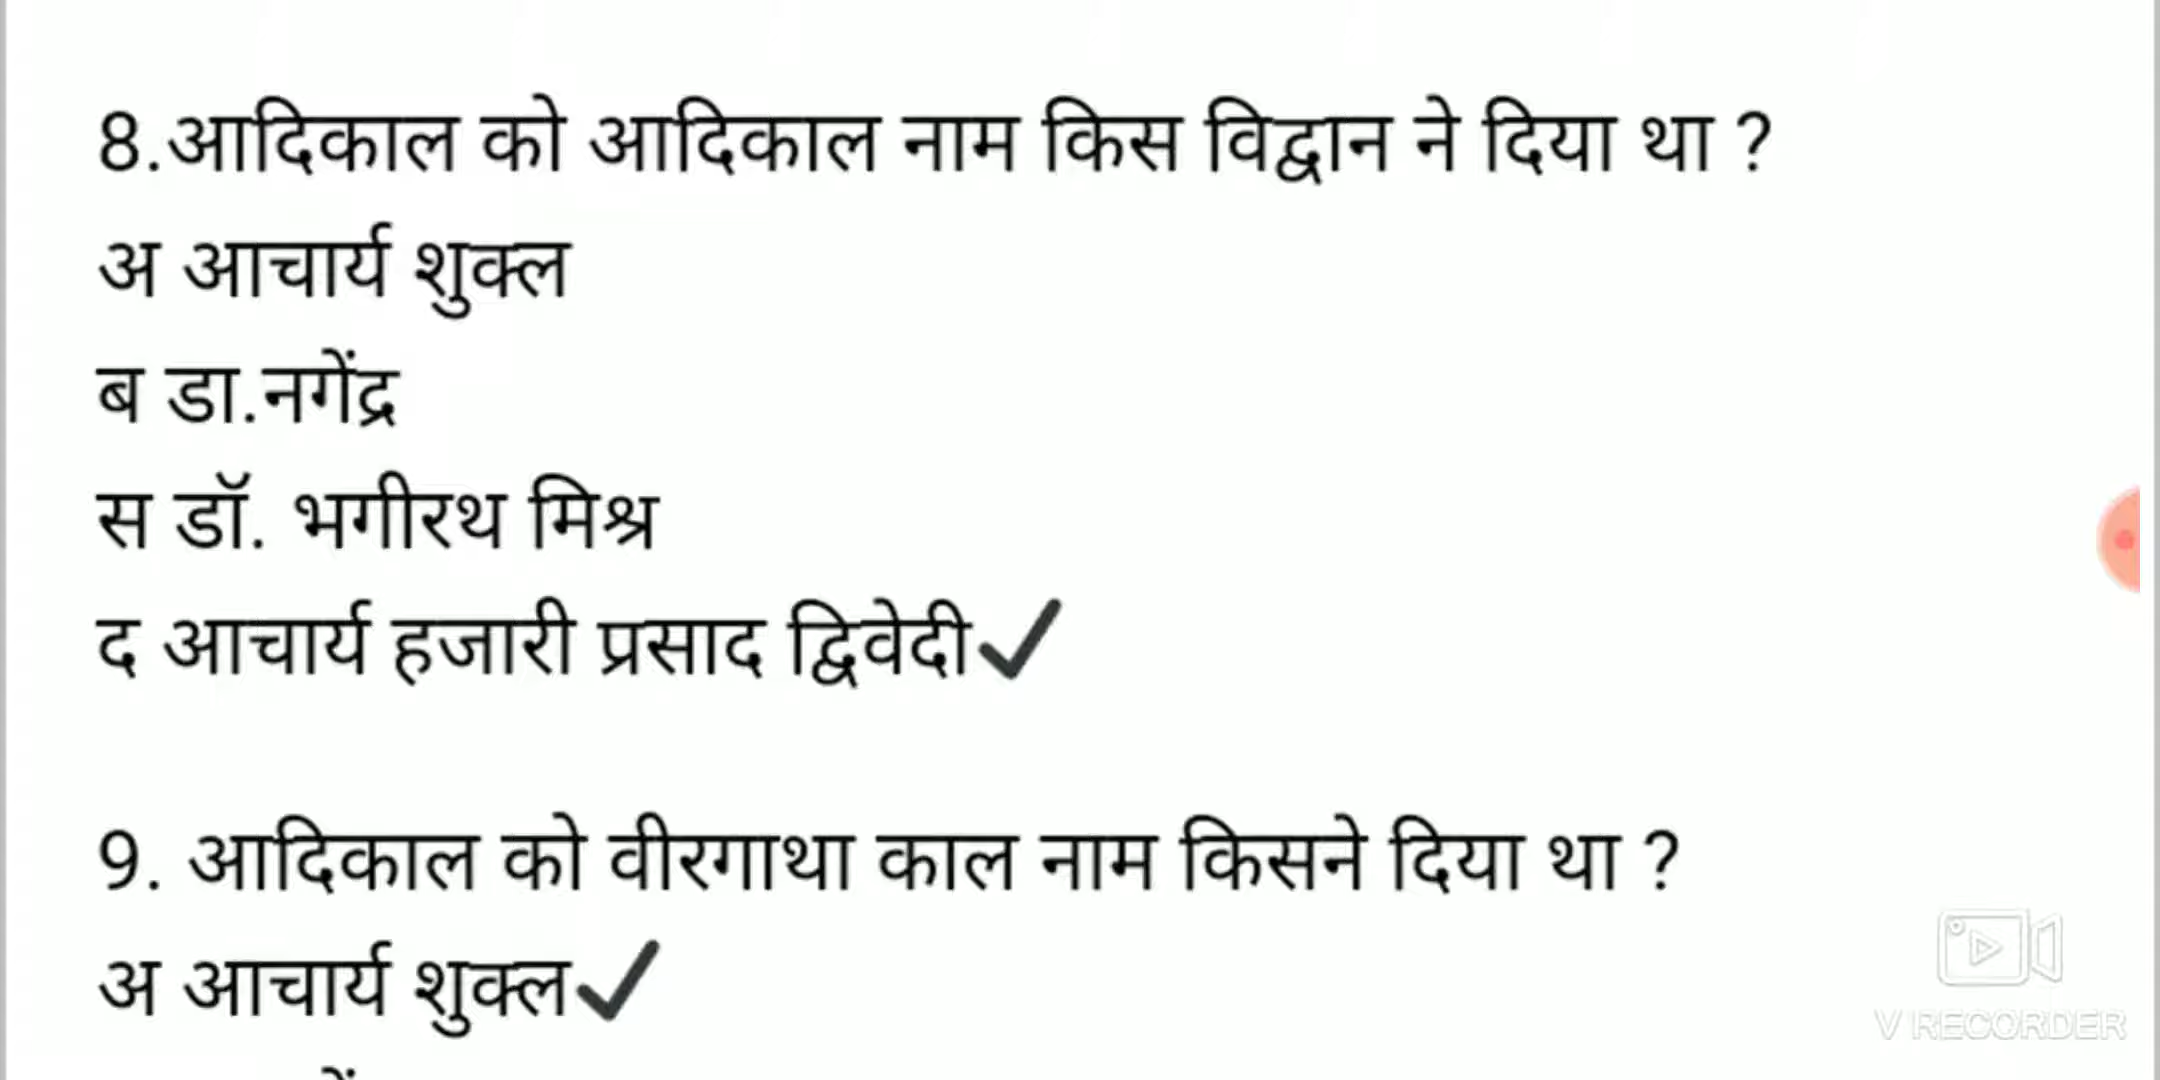 8.आदिकाल को आदिकाल नाम किस विद्वान ने दिया था ?
अ आचार्य शुक्ल
ब डा.नगेंद्र
स डॉ. भगीरथ मिश्र
द आचार्य हजारी प्रसाद द्विवेदी✔
9. आदिकाल को वीरगाथा काल नाम किसने दिया था ?
अ आचार्य शुक्ल✔
V RECORDER